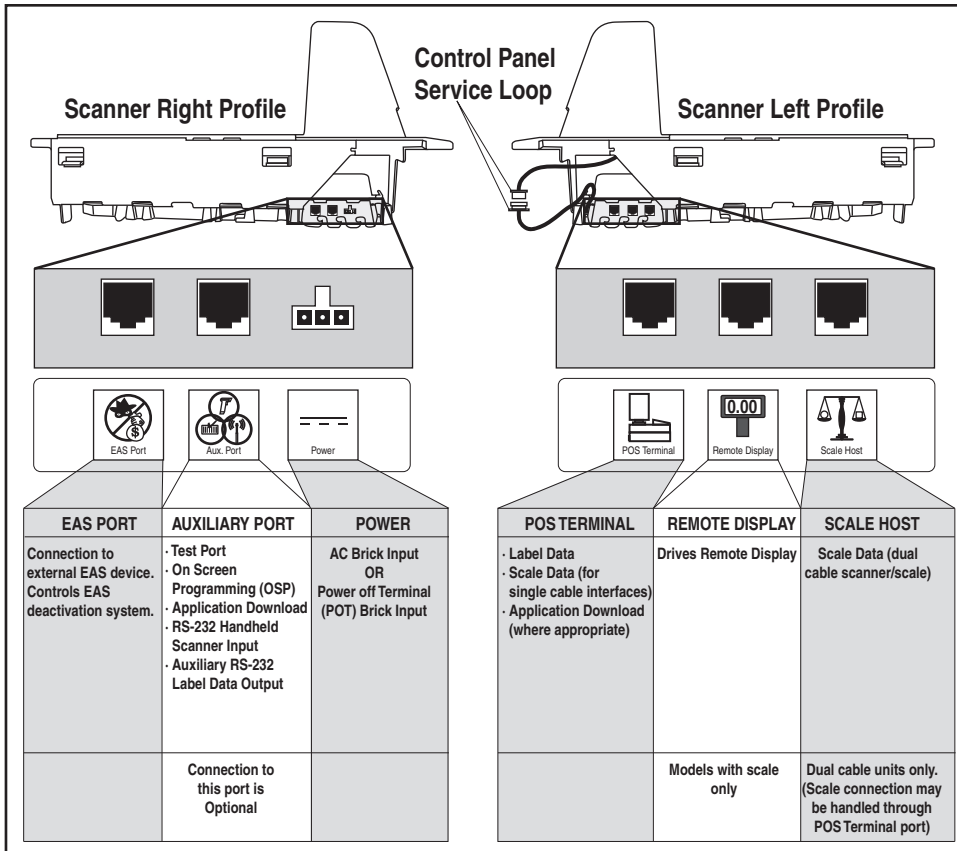 Control Panel
Service Loop
Scanner Right Profile
Scanner Left Profile
EAS Port
Aux. Port
Power
POS Terminal
0.00
Remote Display
Scale Host
EAS PORT
Connection to
external EAS device.
Controls EAS
deactivation system.
AUXILIARY PORT
· Test Port
· On Screen
Programming (OSP)
· Application Download
· RS-232 Handheld
Scanner Input
· Auxiliary RS-232
Label Data Output
Connection to
this port is
Optional
POWER
AC Brick Input
OR
Power off Terminal
(POT) Brick Input
POS TERMINAL
· Label Data
· Scale Data (for
single cable interfaces)
· Application Download
(where appropriate)
REMOTE DISPLAY
Drives Remote Display
Models with scale
only
SCALE HOST
Scale Data (dual
cable scanner/scale)
Dual cable units only.
(Scale connection may
be handled through
POS Terminal port)